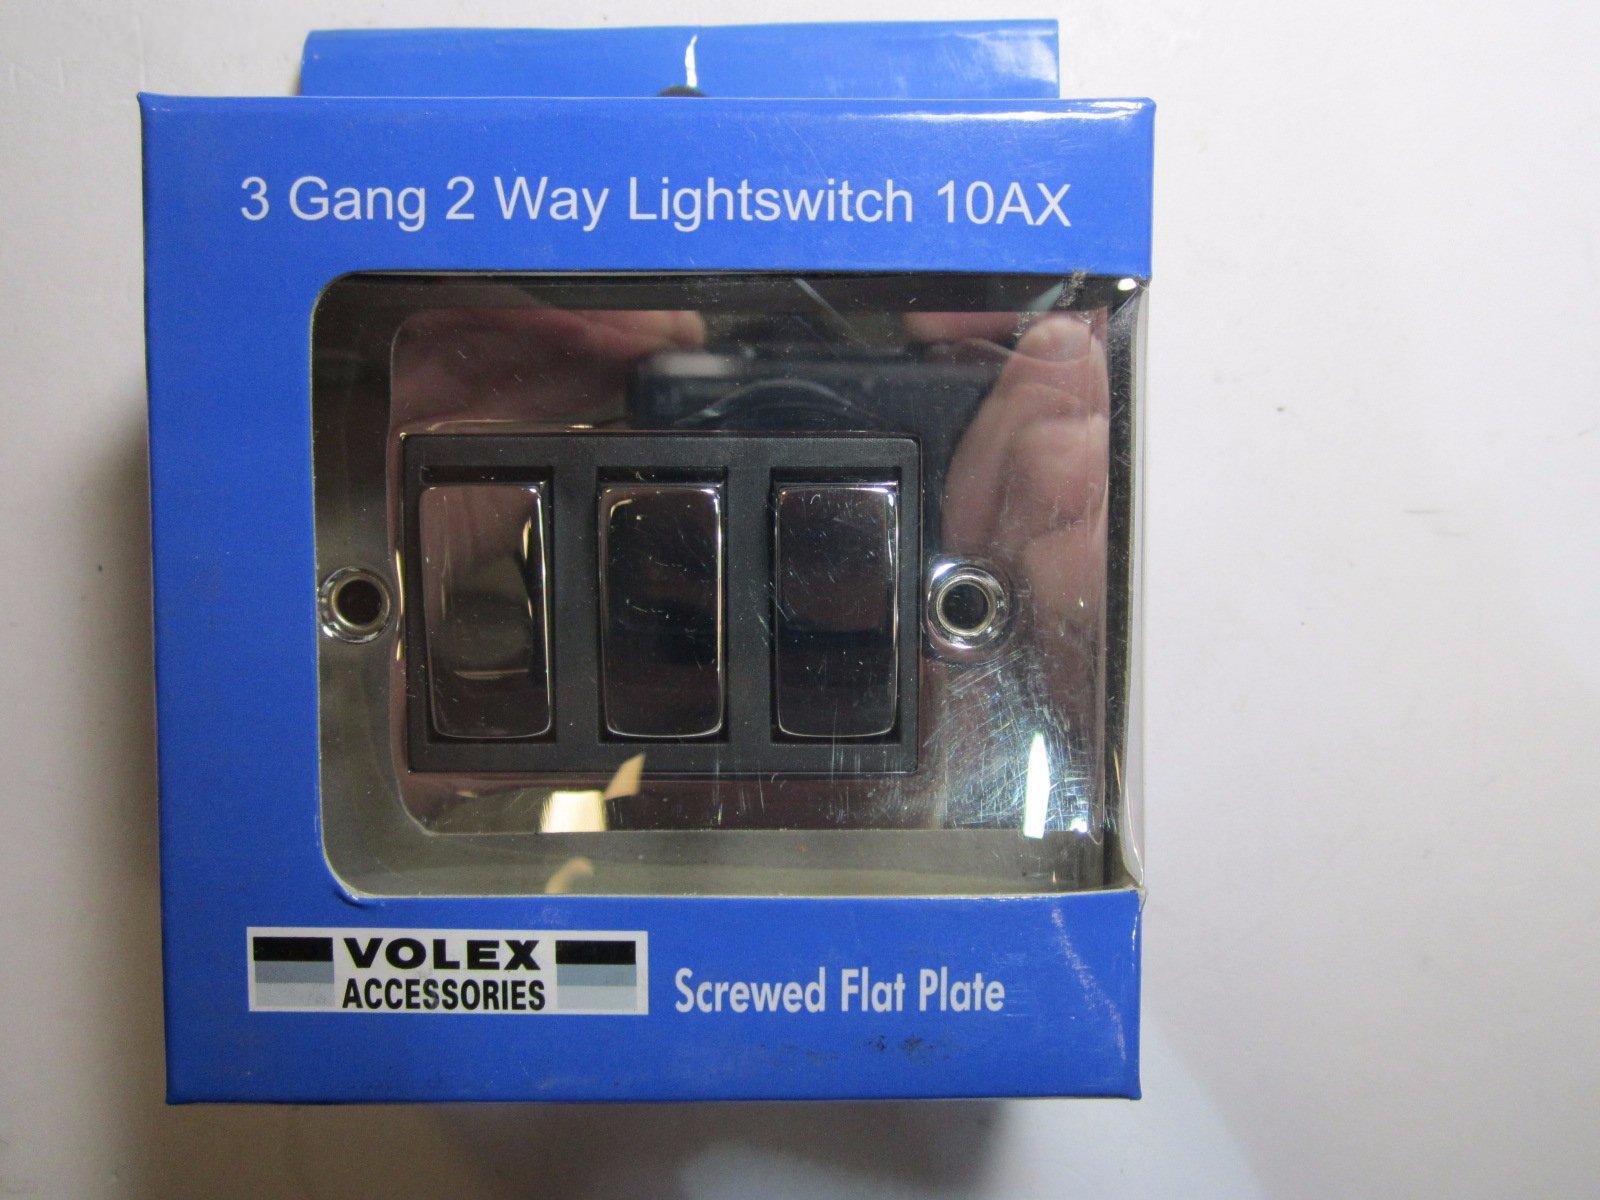 3 Gang 2 Way Lightswitch 10AX
VOLEX
ACCESSORIES
Screwed Flat Plate